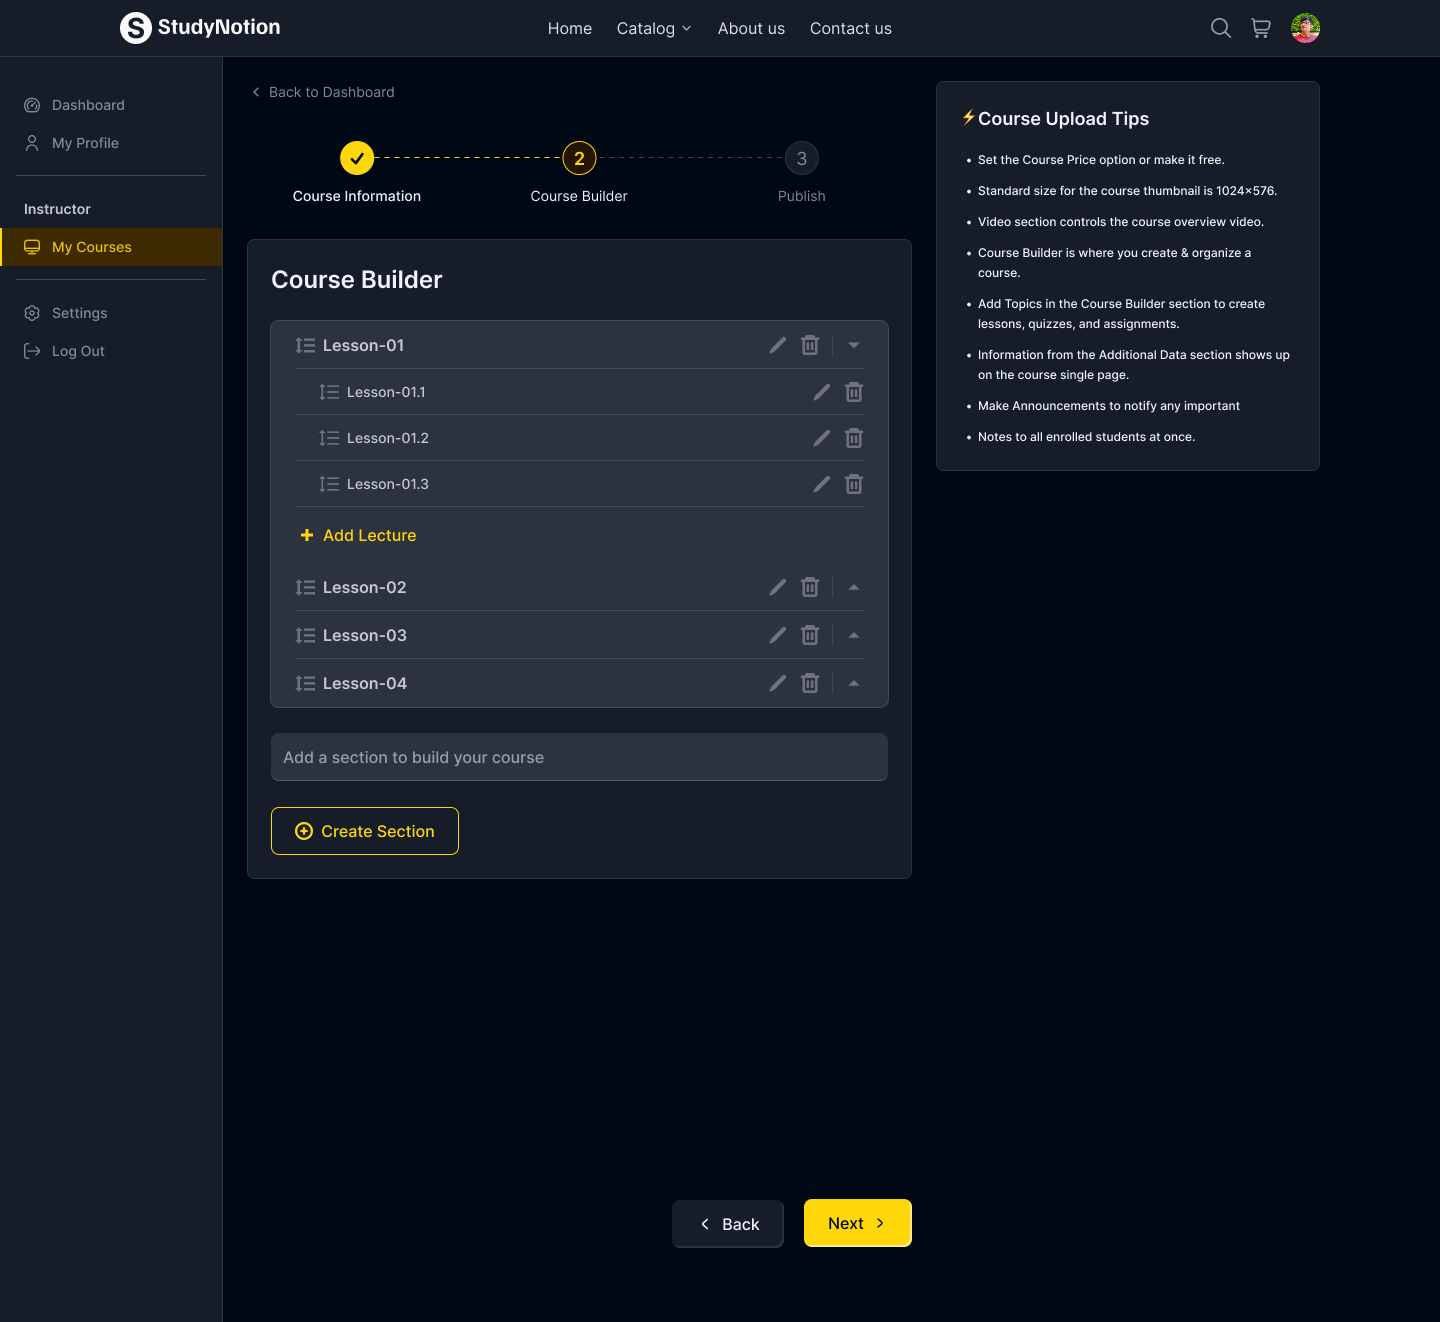 StudyNotion
Home
Catalog
About us
Contact us
Dashboard
My Profile
Instructor
My Courses
Settings
Log Out
Back to Dashboard
2
3
Course Information
Course Builder
Publish
Course Builder
Lesson-01
Lesson-01.1
Lesson-01.2
Lesson-01.3
Add Lecture
Lesson-02
Lesson-03
Lesson-04
Add a section to build your course
Create Section
Back
Next
⚡Course Upload Tips
• Set the Course Price option or make it free.
• Standard size for the course thumbnail is 1024×576.
• Video section controls the course overview video.
• Course Builder is where you create & organize a
course.
• Add Topics in the Course Builder section to create
lessons, quizzes, and assignments.
• Information from the Additional Data section shows up
on the course single page.
• Make Announcements to notify any important
• Notes to all enrolled students at once.